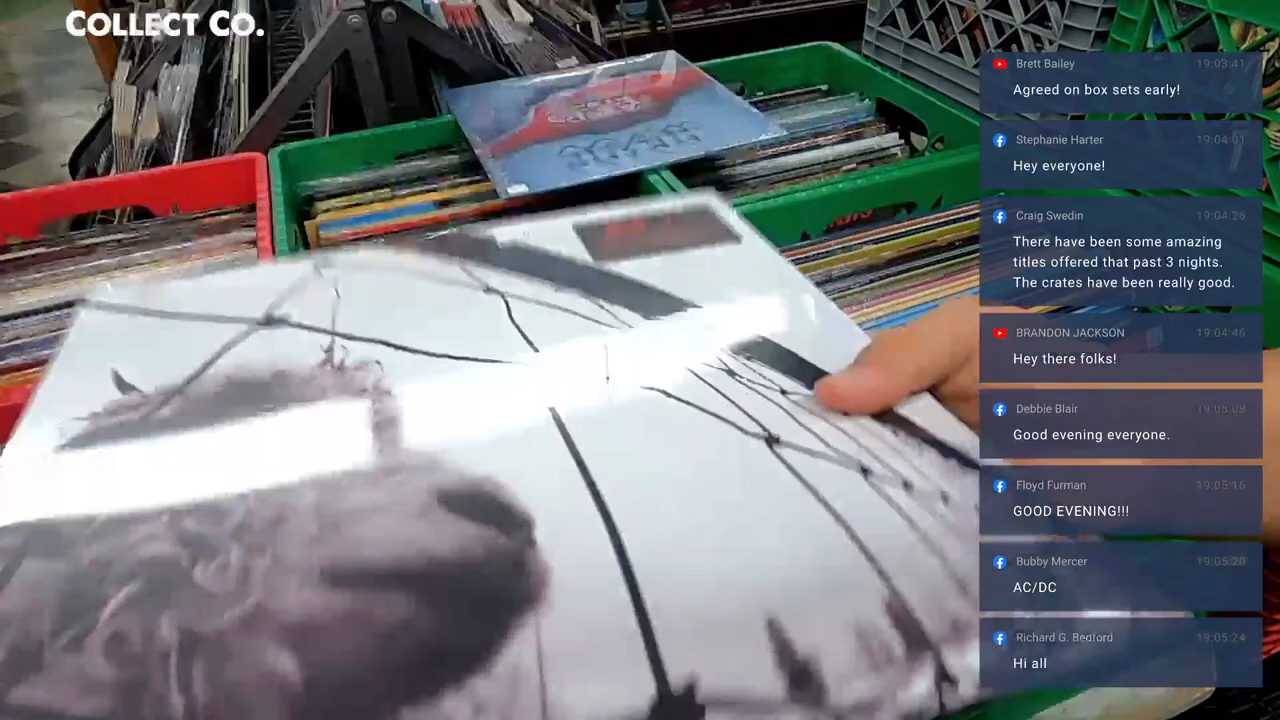 COLLECT CO.
Brett Bailey 19:03:41
Agreed on box sets early!
Stephanie Harter 19:04:01
Hey everyone!
Craig Swedin 19:04:26
There have been some amazing
titles offered that past 3 nights.
The crates have been really good.
BRANDON JACKSON 19:04:46
Hey there folks!
Debbie Blair 19:05:08
Good evening everyone.
Floyd Furman 19:05:16
GOOD EVENING!!!
Bubby Mercer 19:05:20
AC/DC
Richard G. Bedford 19:05:24
Hi all